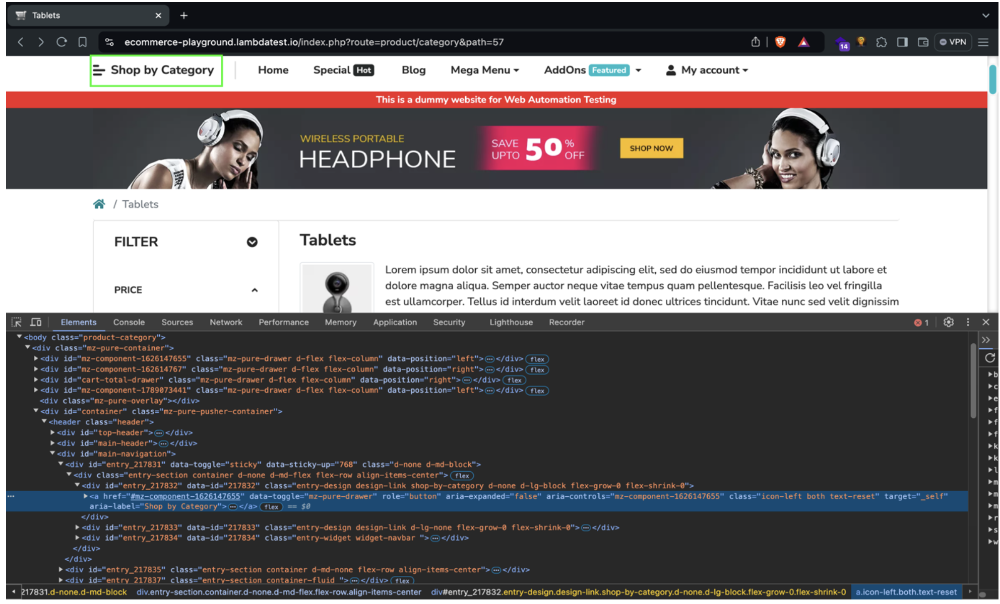 Tablets
ecommerce-playground.lambdatest.io/index.php?route=product/category&path=57
14
VPN
Shop by Category
Home
Special Hot
Blog
Mega Menu
AddOns Featured
My account
This is a dummy website for Web Automation Testing
WIRELESS PORTABLE
HEADPHONE
SAVE UPTO 50 % OFF
SHOP NOW
/ Tablets
FILTER
PRICE
Tablets
Lorem ipsum dolor sit amet, consectetur adipiscing elit, sed do eiusmod tempor incididunt ut labore et
dolore magna aliqua. Semper auctor neque vitae tempus quam pellentesque. Facilisis leo vel fringilla
est ullamcorper. Tellus id interdum velit laoreet id donec ultrices tincidunt. Vitae nunc sed velit dignissim
Elements Console Sources Network Performance Memory Application Security Lighthouse Recorder 1
<body class="product-category">
<div class="mz-pure-container">
<div id="mz-component-1626147655" class="mz-pure-drawer d-flex flex-column" data-position="left">…</div> flex
<div id="mz-component-162614767" class="mz-pure-drawer d-flex flex-column" data-position="right">…</div> flex
<div id="cart-total-drawer" class="mz-pure-drawer d-flex flex-column" data-position="right">…</div> flex
<div id="mz-component-1789073441" class="mz-pure-drawer d-flex flex-column" data-position="left">…</div> flex
<div class="mz-pure-overlay"></div>
<div id="container" class="mz-pure-pusher-container">
<header class="header">
<div id="top-header">…</div>
<div id="main-header">…</div>
<div id="main-navigation">
<div id="entry_217831" data-toggle="sticky" data-sticky-up="768" class="d-none d-md-block">
<div class="entry-section container d-none d-md-flex flex-row align-items-center"> flex
<div id="entry_217832" data-id="217832" class="entry-design design-link shop-by-category d-none d-lg-block flex-grow-0 flex-shrink-0">
<a href="#mz-component-1626147655" data-toggle="mz-pure-drawer" role="button" aria-expanded="false" aria-controls="mz-component-1626147655" class="icon-left both text-reset" target="_self"
aria-label="Shop by Category">…</a> flex == $0
</div>
<div id="entry_217833" data-id="217833" class="entry-design design-link d-lg-none flex-grow-0 flex-shrink-0">…</div>
<div id="entry_217834" data-id="217834" class="entry-widget widget-navbar ">…</div>
</div>
</div>
<div id="entry_217835" class="entry-section container d-md-none flex-row align-items-center">…</div>
<div id="entry_217837" class="entry-section container-fluid ">…</div> flex
217831.d-none.d-md-block div.entry-section.container.d-none.d-md-flex.flex-row.align-items-center div#entry_217832.entry-design.design-link.shop-by-category.d-none.d-lg-block.flex-grow-0.flex-shrink-0 a.icon-left.both.text-reset
b
c
e
f
f
f
k
k
l
m
m
m
r
s
w